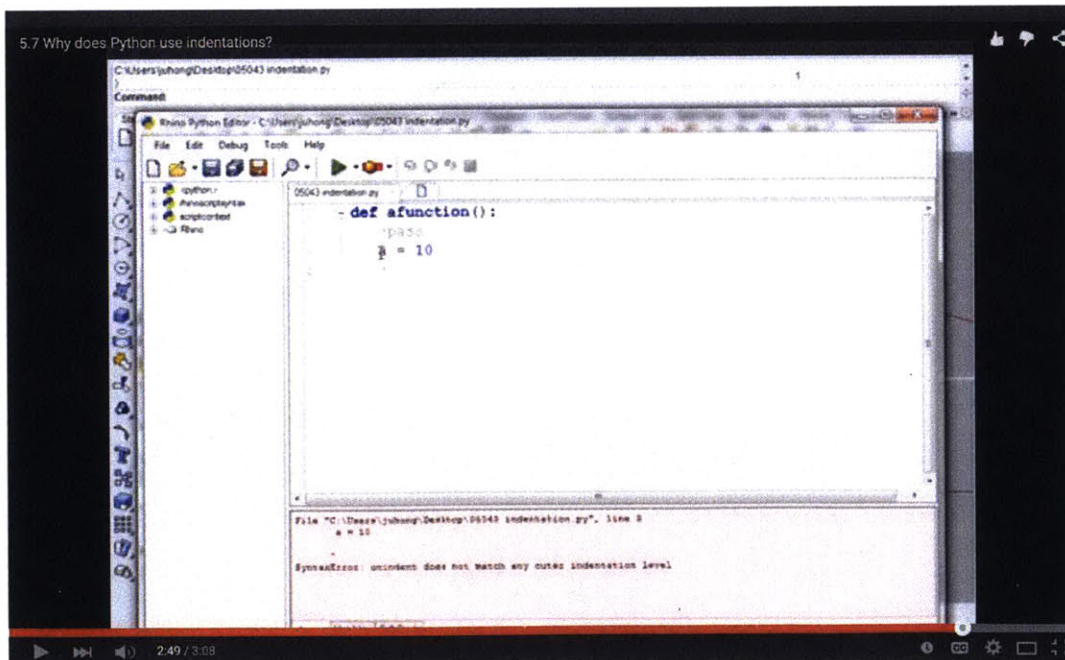 5.7 Why does Python use indentations?
C:\Users\juhong\Desktop\05043 indentation.py
1
Command:
Rhino Python Editor - C:\Users\juhong\Desktop\05043 indentation.py
File Edit Debug Tools Help
rhinoscriptsyntax
scriptcontext
Rhino
05043 indentation.py
def afunction():
pass
a = 10
File "C:\Users\juhong\Desktop\05043 indentation.py", line 3
a = 10
SyntaxError: unindent does not match any outer indentation level
2:49 / 3:08
CC